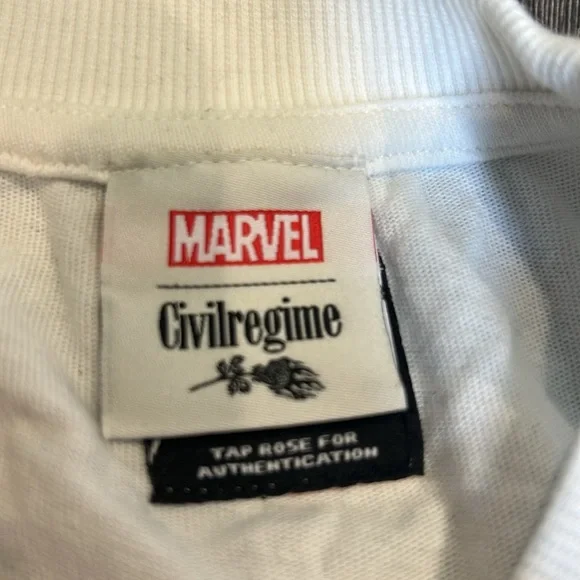 MARVEL
Civilregime
TAP ROSE FOR
AUTHENTICATION